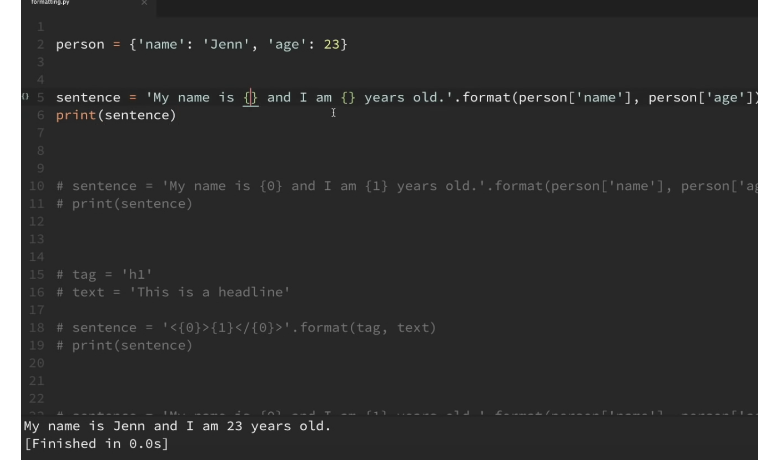 formatting.py
1
2 person = {'name': 'Jenn', 'age': 23}
3
4
5 sentence = 'My name is {} and I am {} years old.'.format(person['name'], person['age'])
6 print(sentence)
7
8
9
10 # sentence = 'My name is {0} and I am {1} years old.'.format(person['name'], person['ag
11 # print(sentence)
12
13
14
15 # tag = 'h1'
16 # text = 'This is a headline'
17
18 # sentence = '<{0}>{1}</{0}>'.format(tag, text)
19 # print(sentence)
20
21
22
My name is Jenn and I am 23 years old.
[Finished in 0.0s]